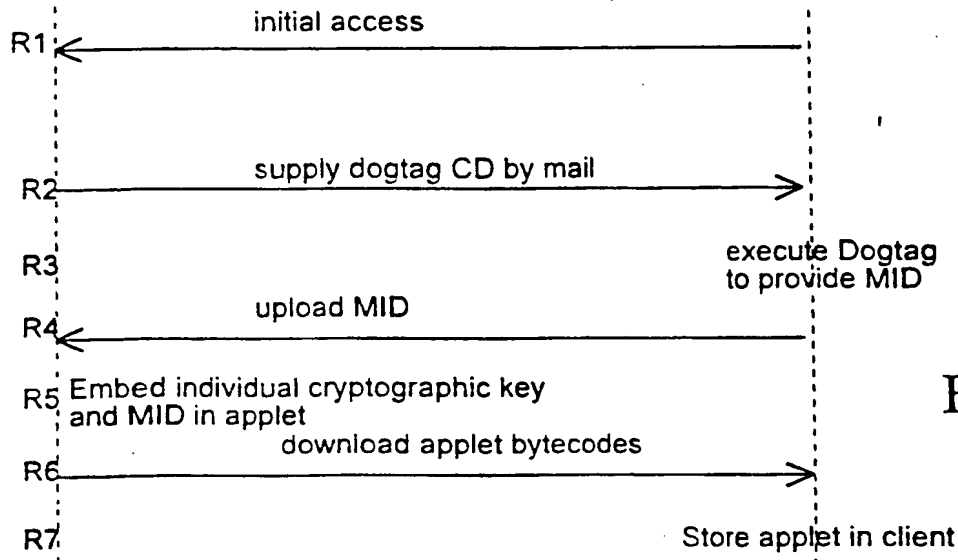 R1
initial access
R2
supply dogtag CD by mail
R3
execute Dogtag
to provide MID
R4
upload MID
R5 Embed individual cryptographic key
and MID in applet
download applet bytecodes
R6
R7
Store applet in client